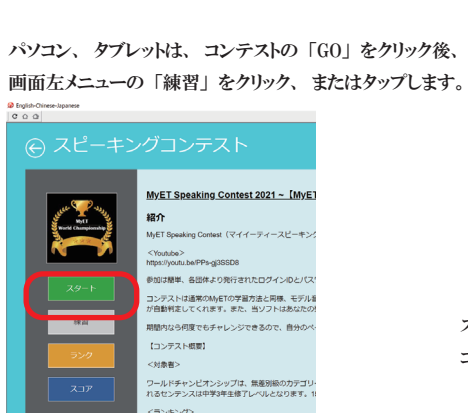 パソコン、タブレットは、コンテストの「GO」をクリック後、
画面左メニューの「練習」をクリック、またはタップします。
English-Chinese-Japanese
スピーキングコンテスト
MyET
World Championship
スタート
練習
ランク
スコア
MyET Speaking Contest 2021 ~【MyET
紹介
MyET Speaking Contest（マイイーティースピーキン
＜Youtube＞
https://youtu.be/PPs-gj3SSD8
参加は簡単、各団体より発行されたログインIDとパス
コンテストは通常のMyETの学習方法と同様、モデル
が自動判定してくれます。また、当ソフトはあなたの
期間内なら何度でもチャレンジできるので、自分のペ
【コンテスト概要】
＜対象者＞
ワールドチャンピオンシップは、無差別級のカテゴリ
れるセンテンスは中学3年生修了レベルとなります。
＜ランキング＞